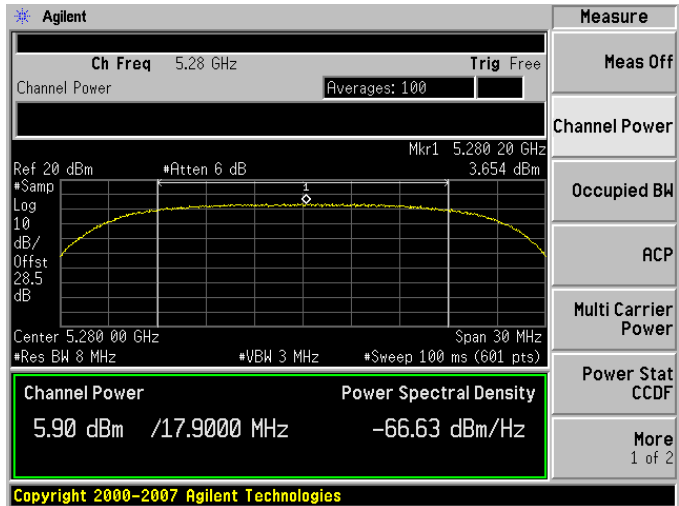 Agilent
Measure
Ch Freq 5.28 GHz Trig Free
Meas Off
Channel Power Averages: 100
Channel Power
Mkr1 5.280 20 GHz
Ref 20 dBm #Atten 6 dB 3.654 dBm
#Samp
1
Occupied BW
Log
10
dB/
ACP
Offst
28.5
dB
Multi Carrier
Power
Center 5.280 00 GHz Span 30 MHz
#Res BW 8 MHz #VBW 3 MHz #Sweep 100 ms (601 pts)
Power Stat
CCDF
Channel Power Power Spectral Density
5.90 dBm /17.9000 MHz -66.63 dBm/Hz
More
1 of 2
Copyright 2000-2007 Agilent Technologies